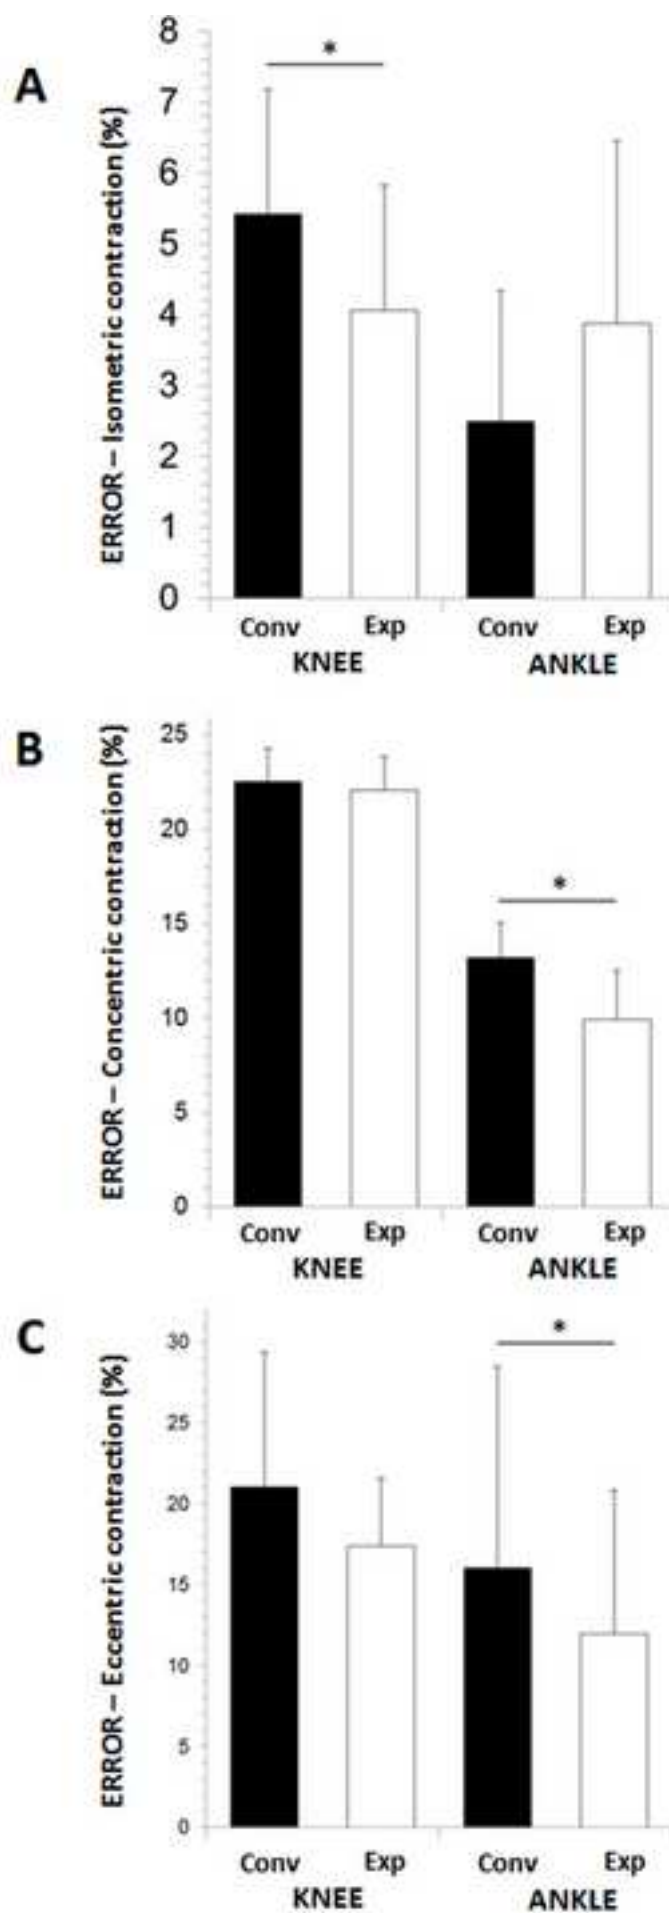 A
ERROR – Isometric contraction (%)
8
7
6
5
4
3
2
1
0
*
Conv Exp Conv Exp
KNEE ANKLE
B
ERROR – Concentric contraction (%)
25
20
15
10
5
0
*
Conv Exp Conv Exp
KNEE ANKLE
C
ERROR – Eccentric contraction (%)
30
25
20
15
10
5
0
*
Conv Exp Conv Exp
KNEE ANKLE